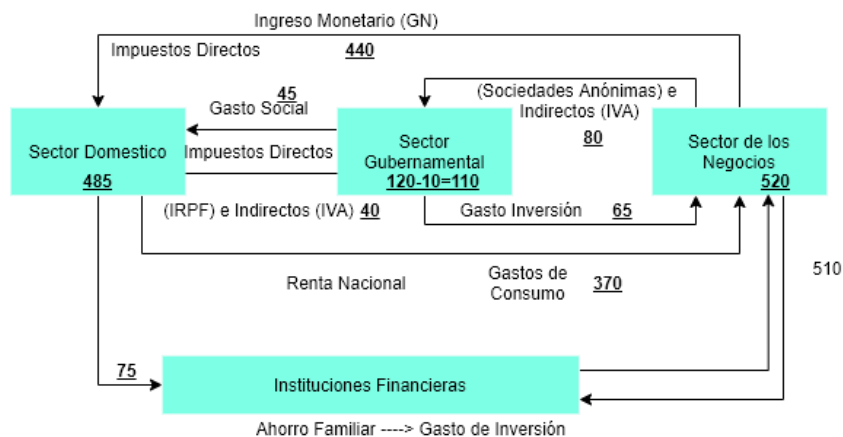 Ingreso Monetario (GN)
Impuestos Directos 440
45
Gasto Social
(Sociedades Anónimas) e
Indirectos (IVA)
80
Sector Domestico
485
Impuestos Directos
Sector
Gubernamental
120-10=110
Sector de los
Negocios
520
(IRPF) e Indirectos (IVA) 40
Gasto Inversión 65
Renta Nacional
Gastos de
Consumo
370
510
75
Instituciones Financieras
Ahorro Familiar ----> Gasto de Inversión